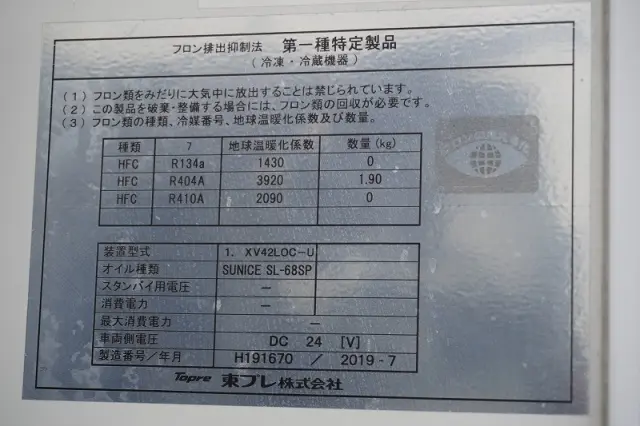 フロン排出抑制法 第一種特定製品
(冷凍・冷蔵機器)
(1) フロン類をみだりに大気中に放出することは禁じられています。
(2) この製品を破棄・整備する場合には、フロン類の回収が必要です。
(3) フロン類の種類、冷媒番号、地球温暖化係数及び数量。
種類 7 地球温暖化係数 数量 (kg)
HFC R134a 1430 0
HFC R404A 3920 1.90
HFC R410A 2090 0
装置型式 1. XV42LOC-U
オイル種類 SUNICE SL-68SP
スタンバイ用電圧 －
消費電力 －
最大消費電力 －
車両側電圧 DC 24 [V]
製造番号／年月 H191670 ／ 2019-7
Topre 東プレ株式会社